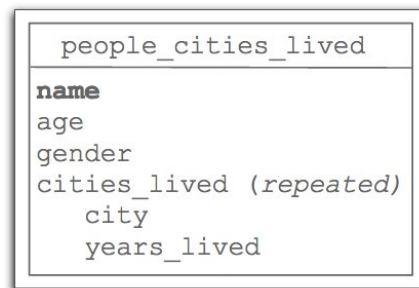 people_cities_lived
name
age
gender
cities_lived (repeated)
city
years_lived